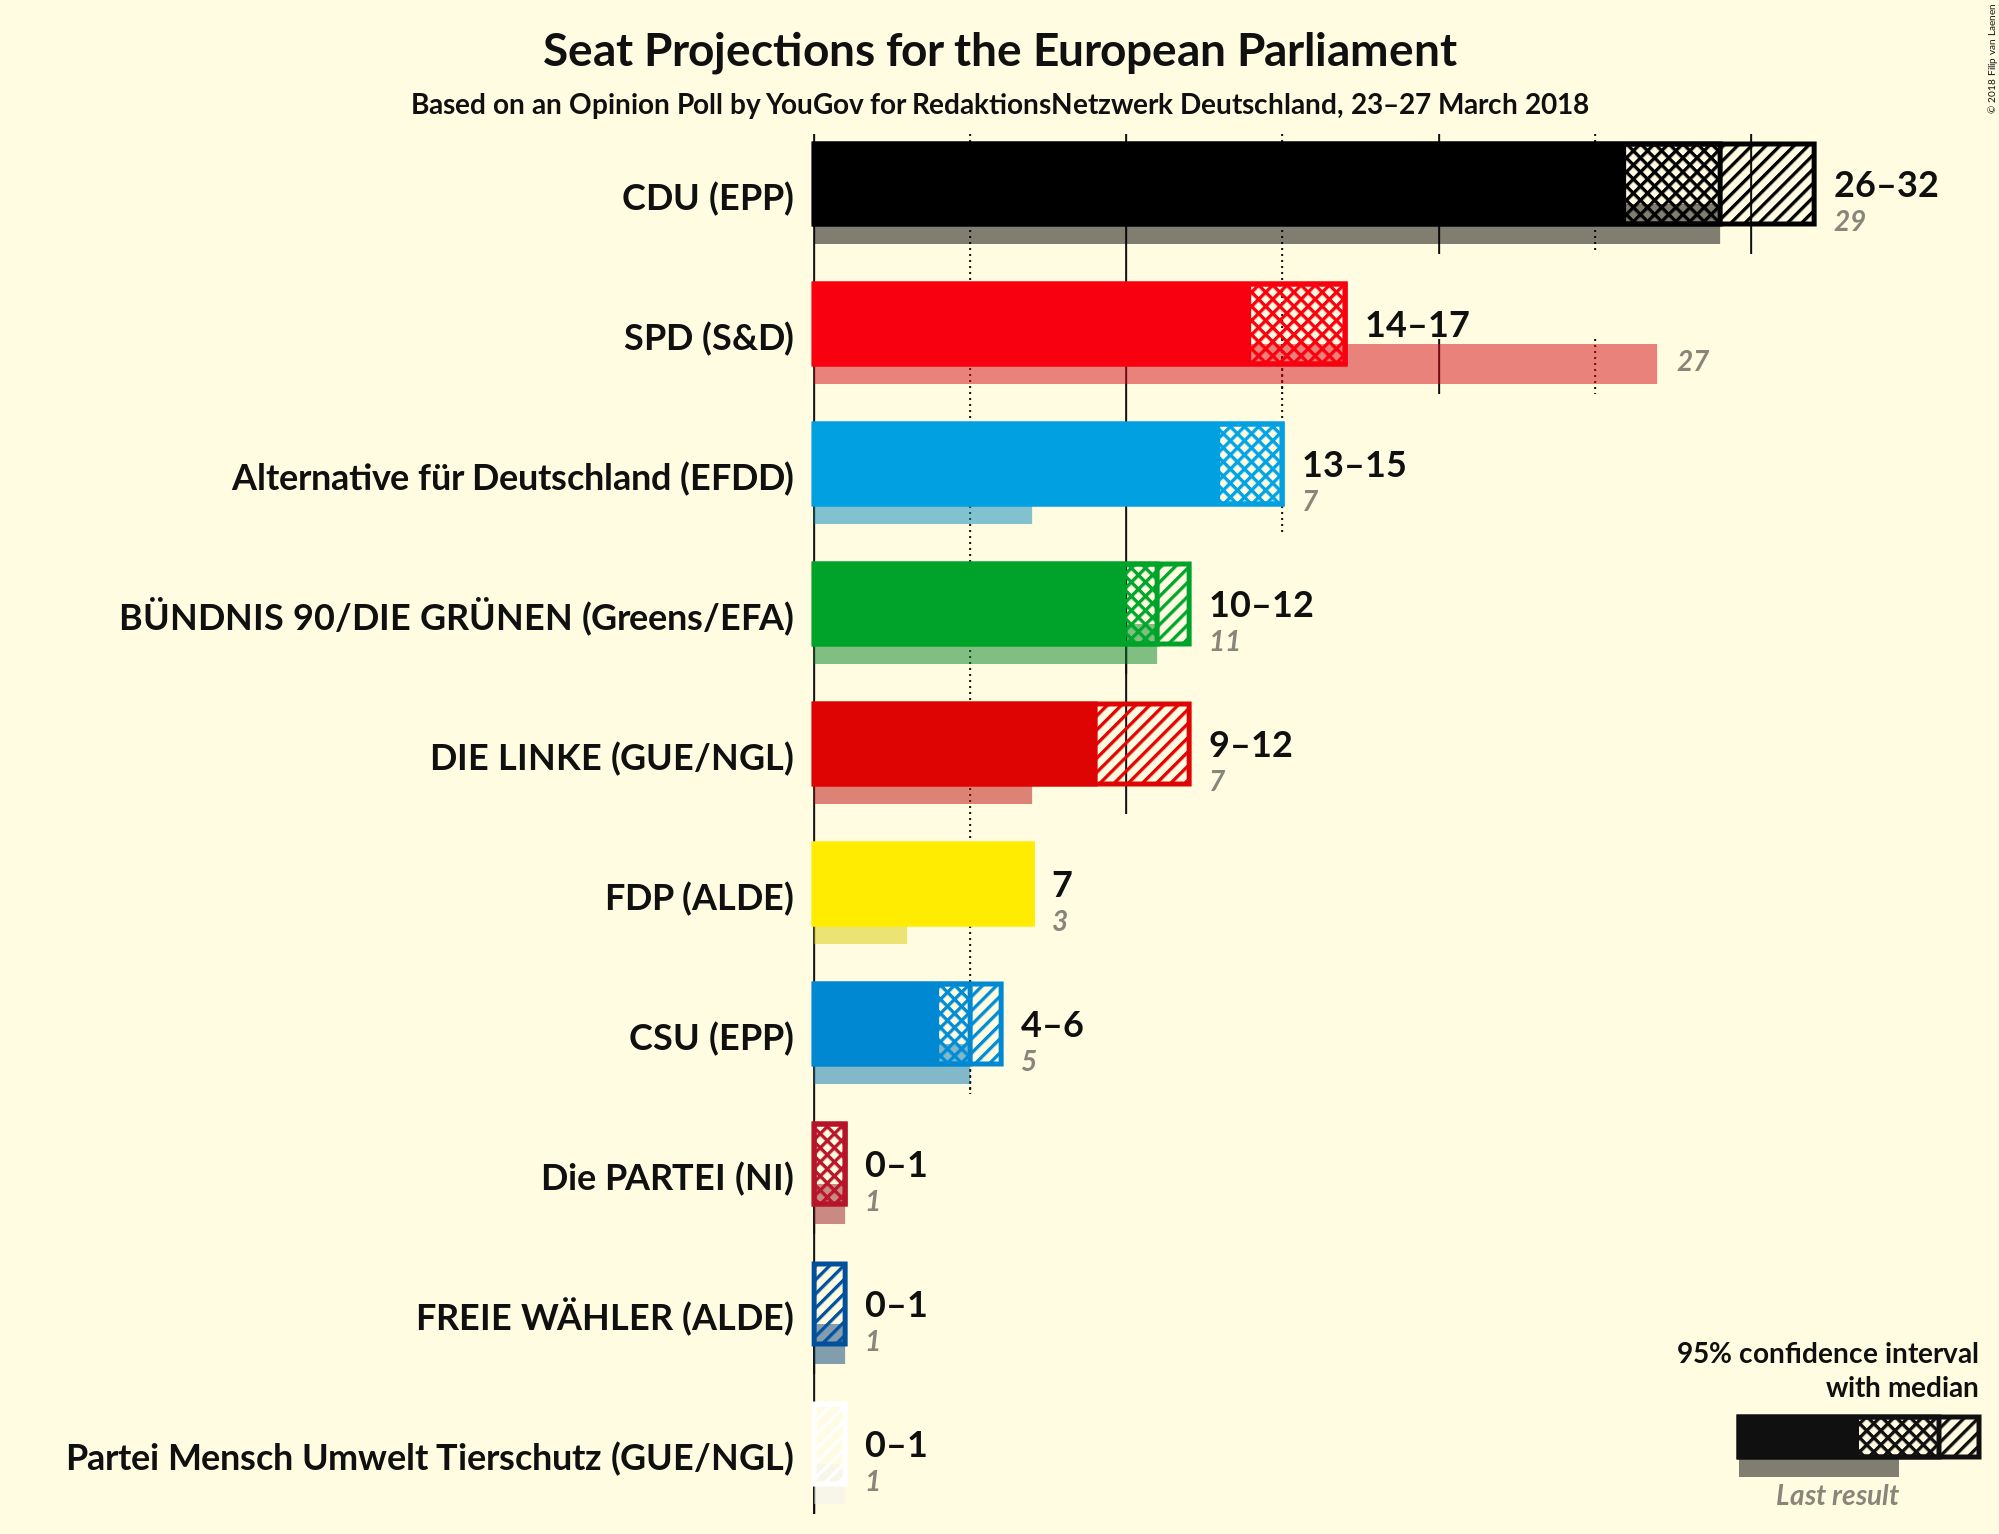 Seat Projections for the European Parliament
Based on an Opinion Poll by YouGov for RedaktionsNetzwerk Deutschland, 23–27 March 2018
© 2018 Filip van Laenen
CDU (EPP)
26–32
29
SPD (S&D)
14–17
27
Alternative für Deutschland (EFDD)
13–15
7
BÜNDNIS 90/DIE GRÜNEN (Greens/EFA)
10–12
11
DIE LINKE (GUE/NGL)
9–12
7
FDP (ALDE)
7
3
CSU (EPP)
4–6
5
Die PARTEI (NI)
0–1
1
FREIE WÄHLER (ALDE)
0–1
1
Partei Mensch Umwelt Tierschutz (GUE/NGL)
0–1
1
95% confidence interval
with median
Last result